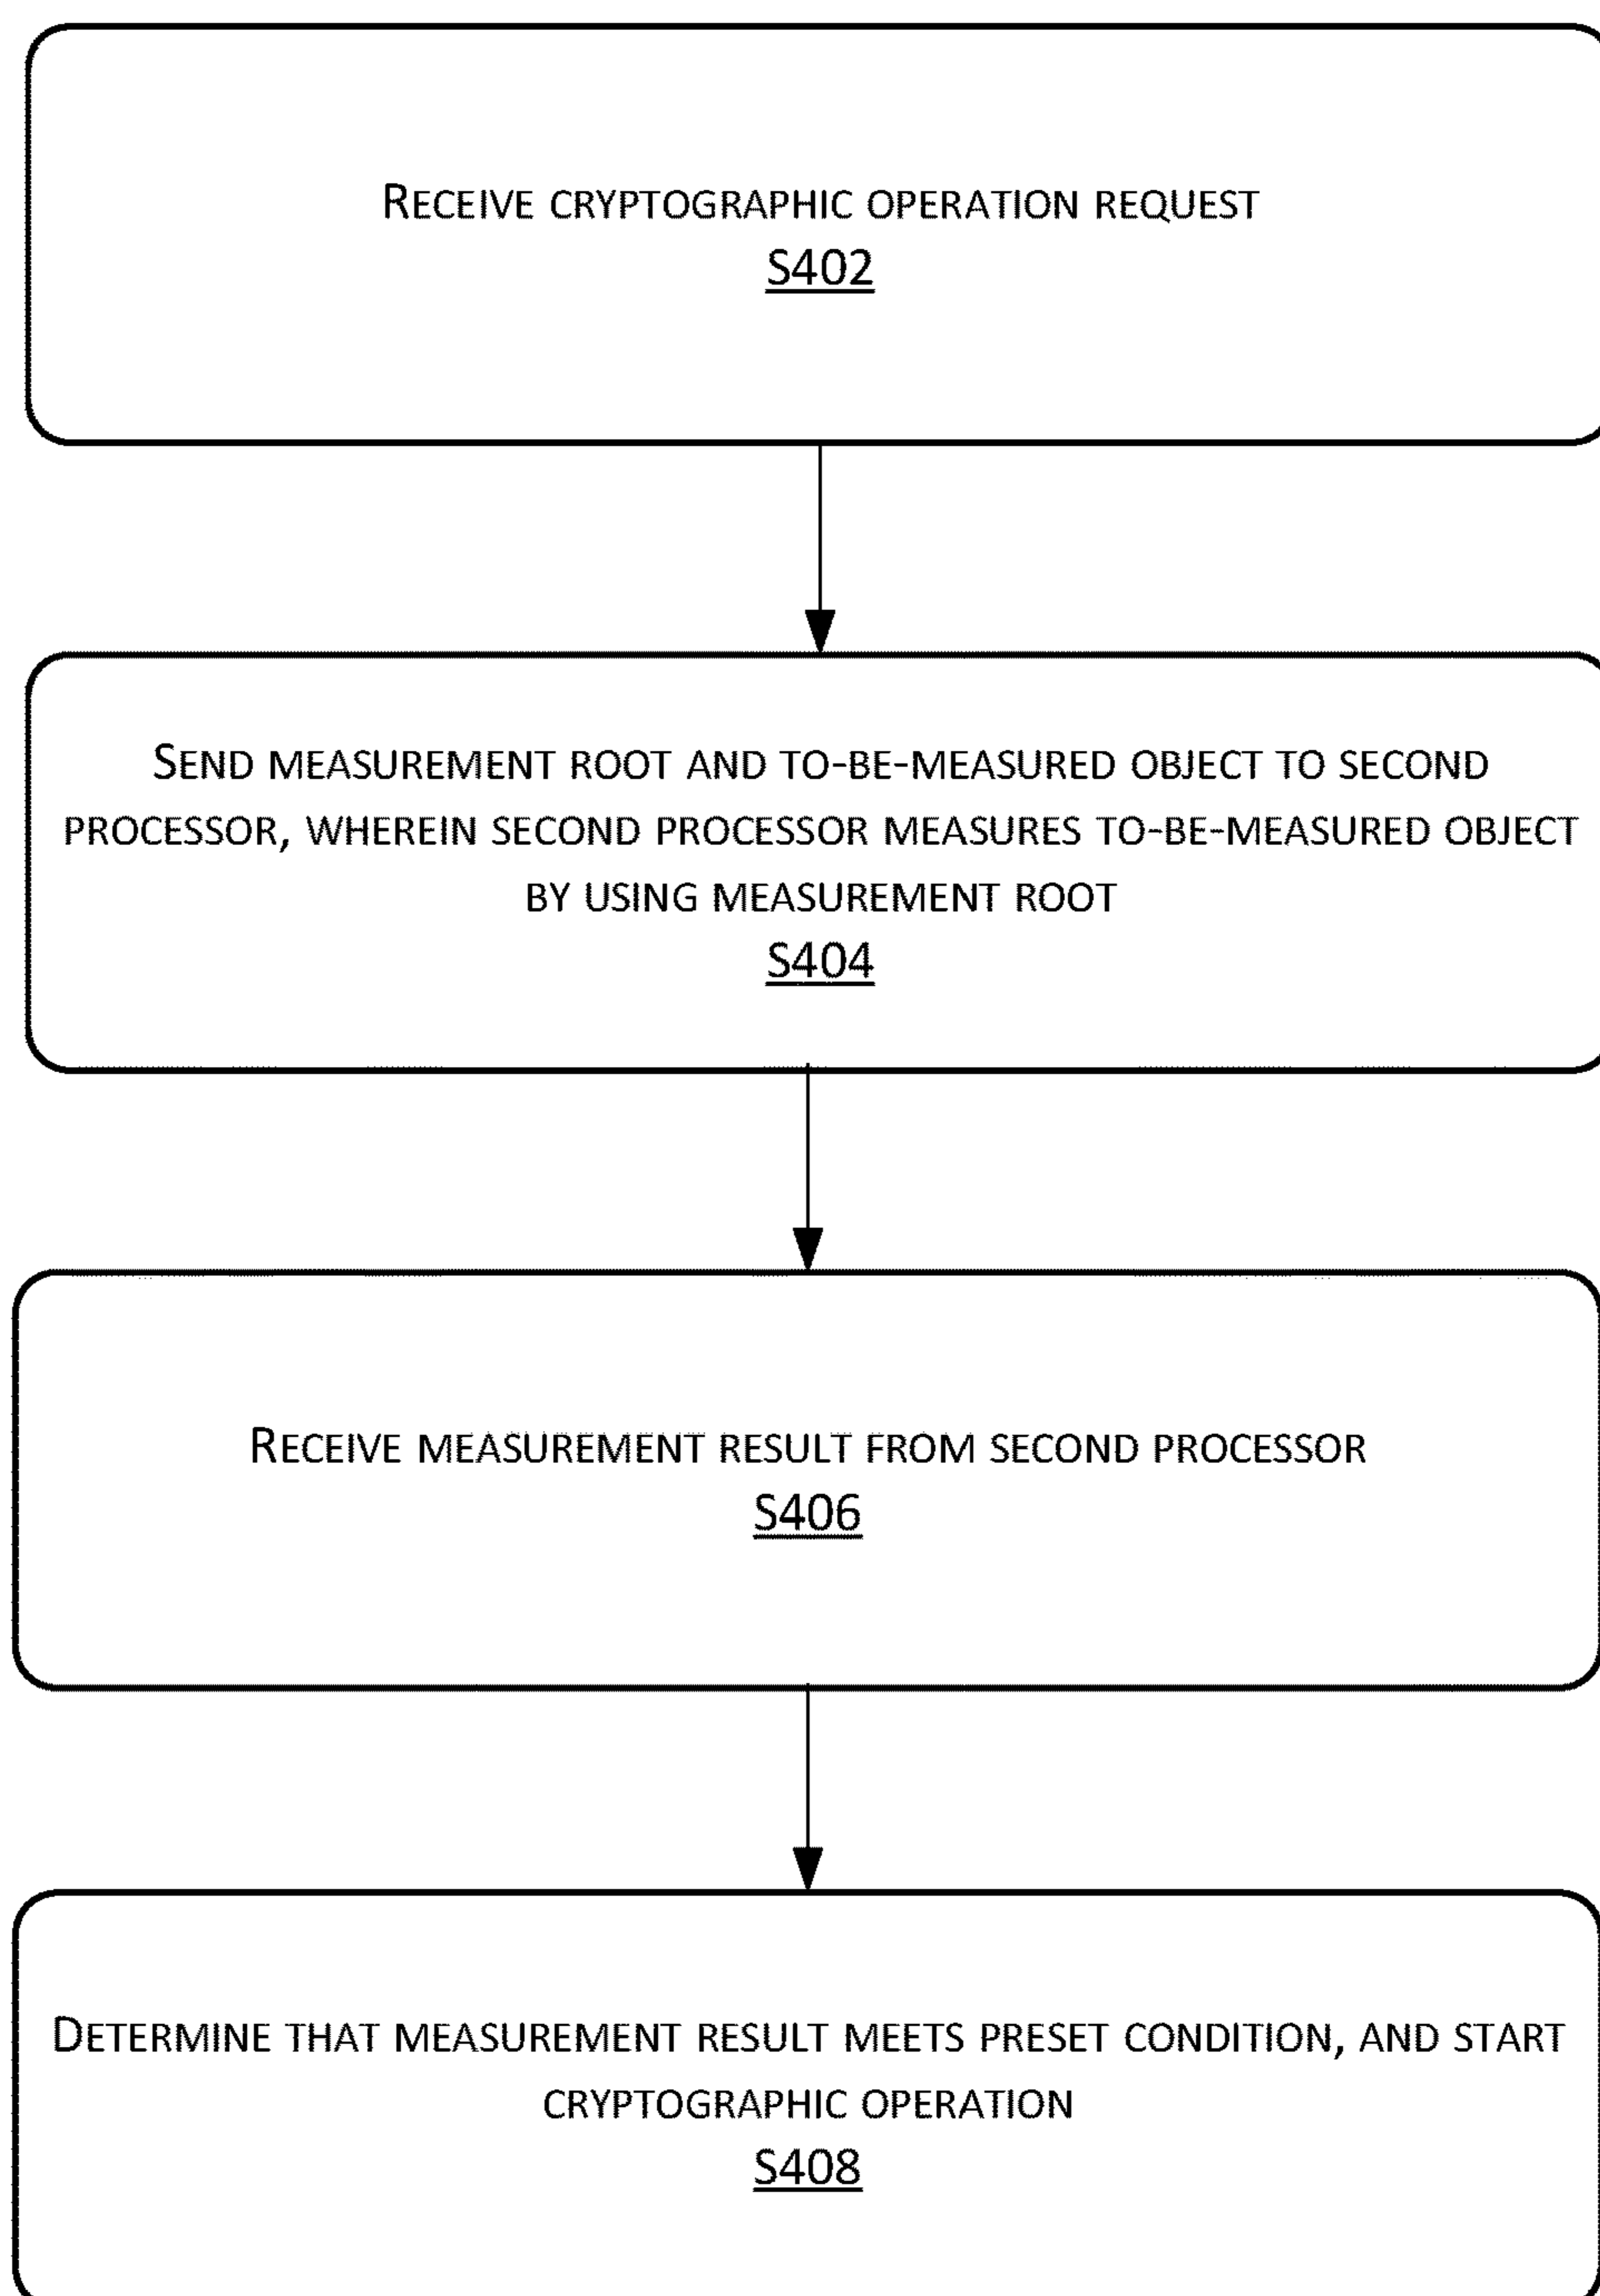 RECEIVE CRYPTOGRAPHIC OPERATION REQUEST
S402
SEND MEASUREMENT ROOT AND TO-BE-MEASURED OBJECT TO SECOND
PROCESSOR, WHEREIN SECOND PROCESSOR MEASURES TO-BE-MEASURED OBJECT
BY USING MEASUREMENT ROOT
S404
RECEIVE MEASUREMENT RESULT FROM SECOND PROCESSOR
S406
DETERMINE THAT MEASUREMENT RESULT MEETS PRESET CONDITION, AND START
CRYPTOGRAPHIC OPERATION
S408